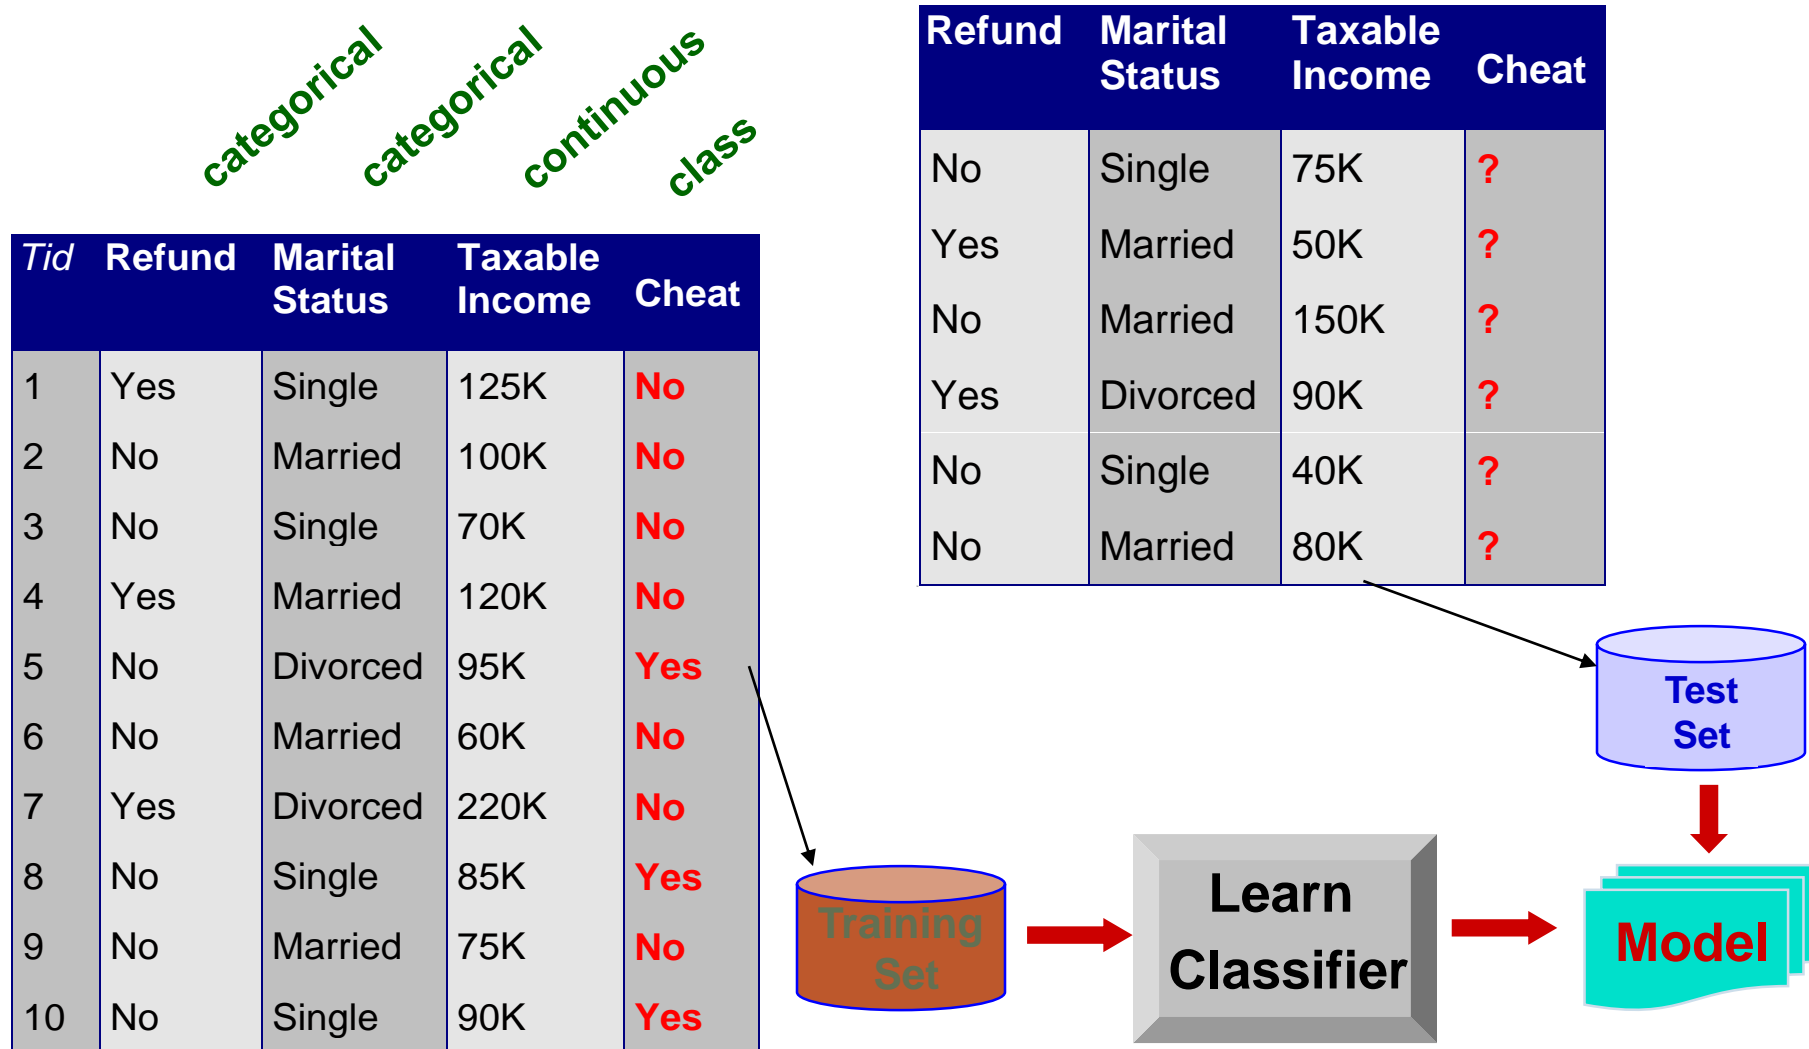 categorical
categorical
continuous
class
Tid Refund Marital Status Taxable Income Cheat
1 Yes Single 125K No
2 No Married 100K No
3 No Single 70K No
4 Yes Married 120K No
5 No Divorced 95K Yes
6 No Married 60K No
7 Yes Divorced 220K No
8 No Single 85K Yes
9 No Married 75K No
10 No Single 90K Yes
Refund Marital Status Taxable Income Cheat
No Single 75K ?
Yes Married 50K ?
No Married 150K ?
Yes Divorced 90K ?
No Single 40K ?
No Married 80K ?
Test
Set
Training
Set
Learn
Classifier
Model